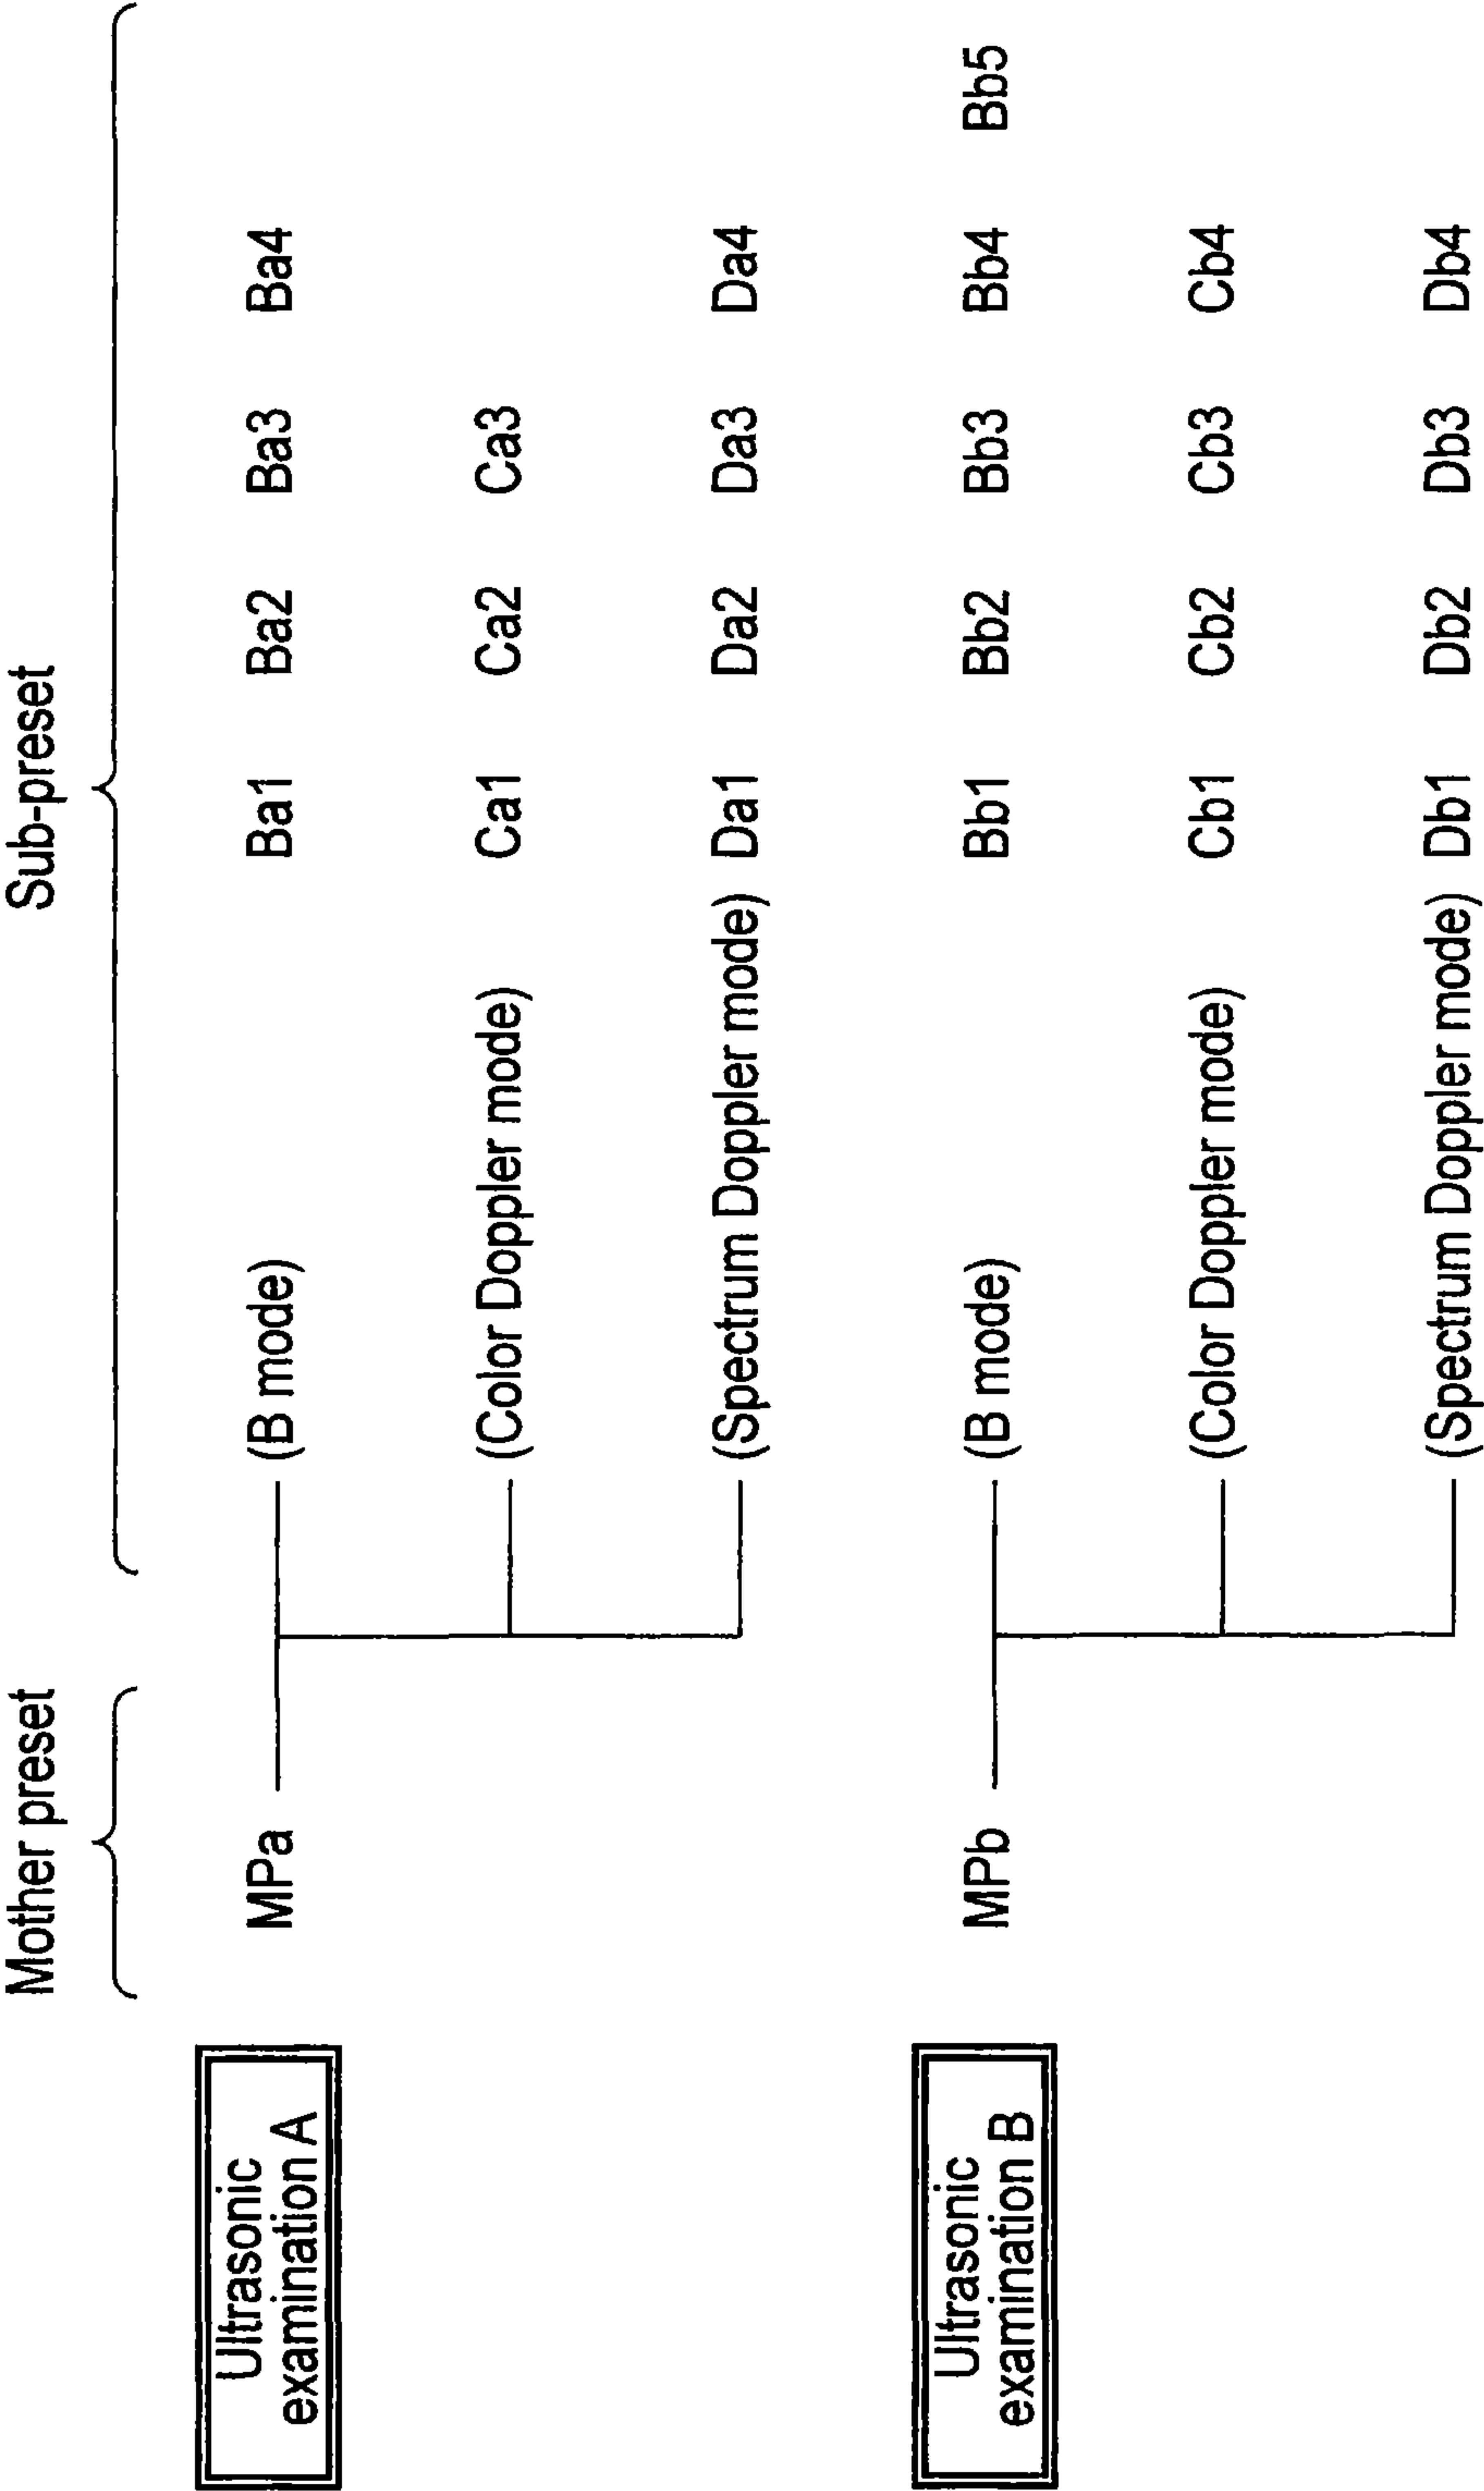 Mother preset
Sub-preset
Ultrasonic
examination A
MPa
(B mode) Ba1 Ba2 Ba3 Ba4
(Color Doppler mode) Ca1 Ca2 Ca3
(Spectrum Doppler mode) Da1 Da2 Da3 Da4
Ultrasonic
examination B
MPb
(B mode) Bb1 Bb2 Bb3 Bb4 Bb5
(Color Doppler mode) Cb1 Cb2 Cb3 Cb4
(Spectrum Doppler mode) Db1 Db2 Db3 Db4